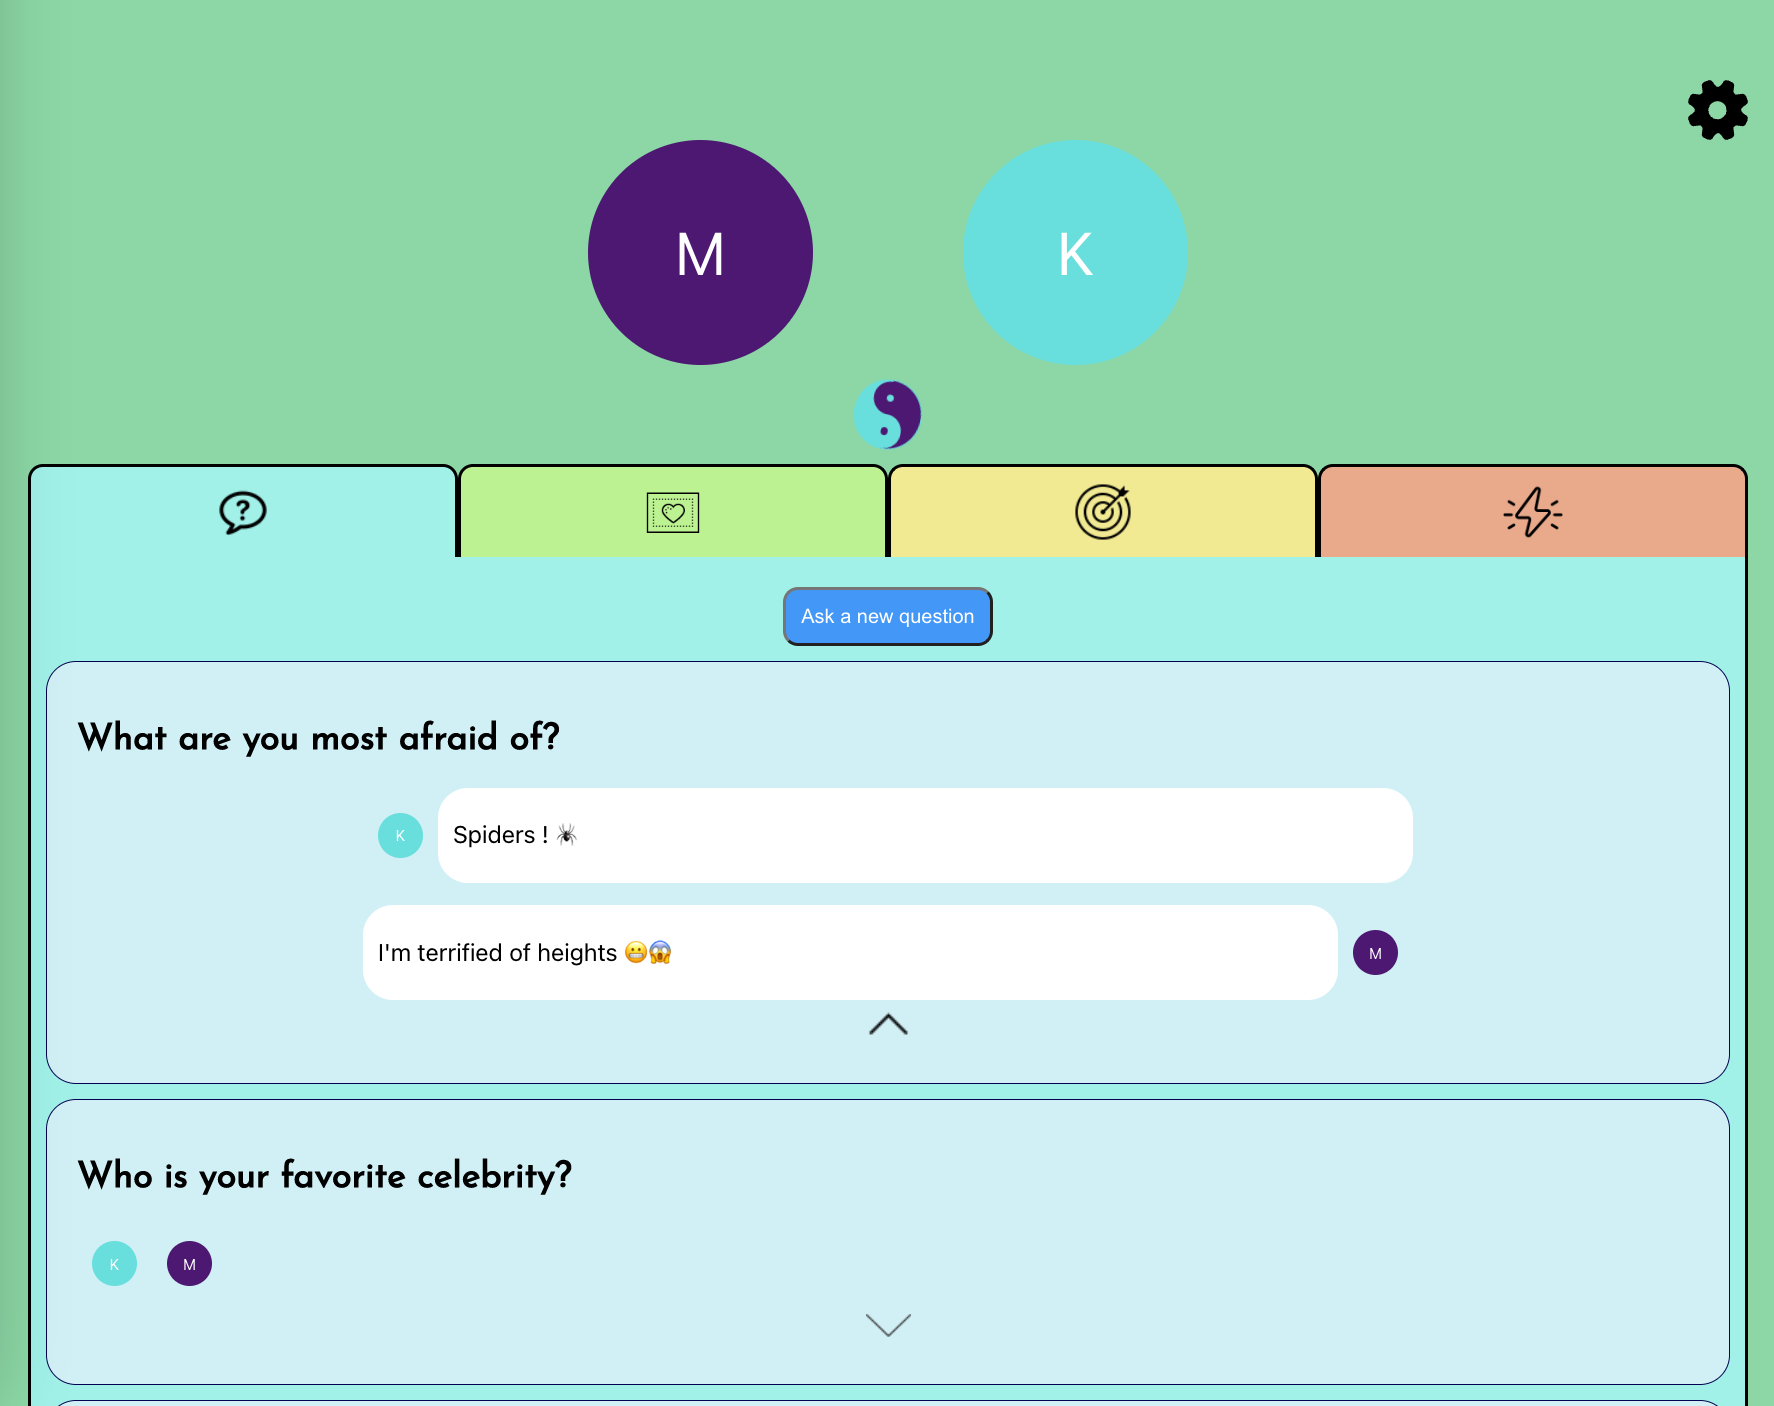 M
K
?
Ask a new question
What are you most afraid of?
K
Spiders ! 🕷️
I'm terrified of heights 😬😱
M
Who is your favorite celebrity?
K
M